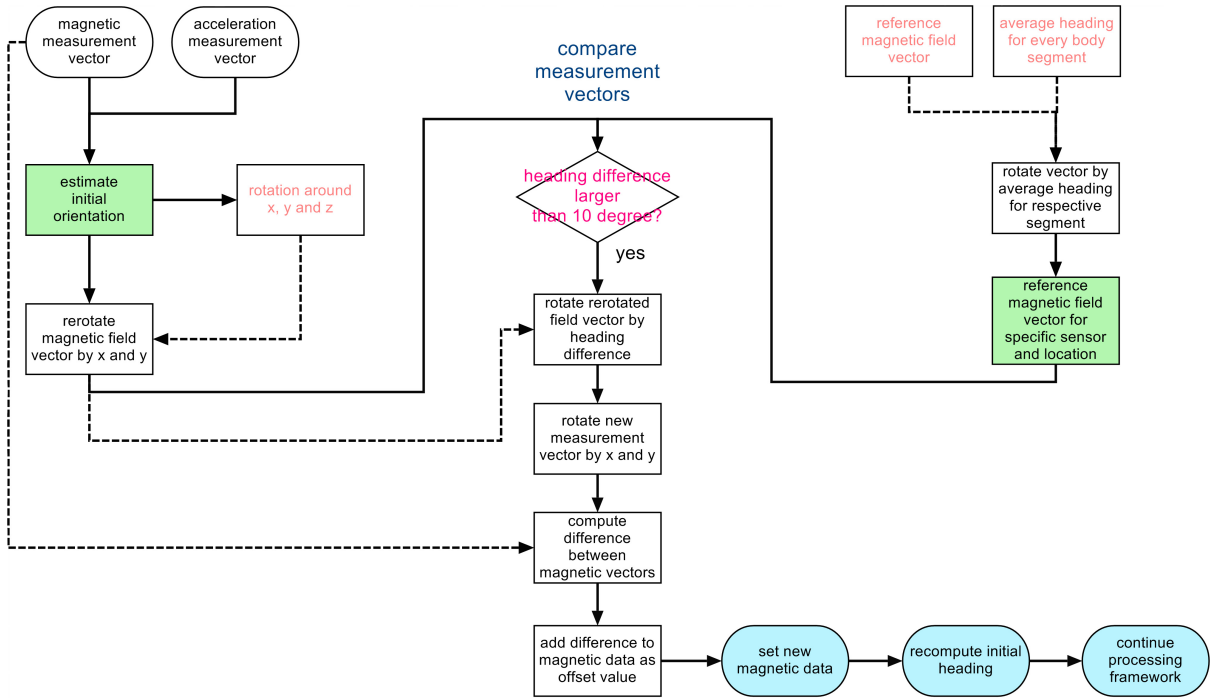 magnetic
measurement
vector
acceleration
measurement
vector
compare
measurement
vectors
reference
magnetic field
vector
average heading
for every body
segment
estimate
initial
orientation
rotation around
x, y and z
heading difference
larger
than 10 degree?
yes
rotate vector by
average heading
for respective
segment
rerotate
magnetic field
vector by x and y
rotate rerotated
field vector by
heading
difference
reference
magnetic field
vector for
specific sensor
and location
rotate new
measurement
vector by x and y
compute
difference
between
magnetic vectors
add difference to
magnetic data as
offset value
set new
magnetic data
recompute initial
heading
continue
processing
framework